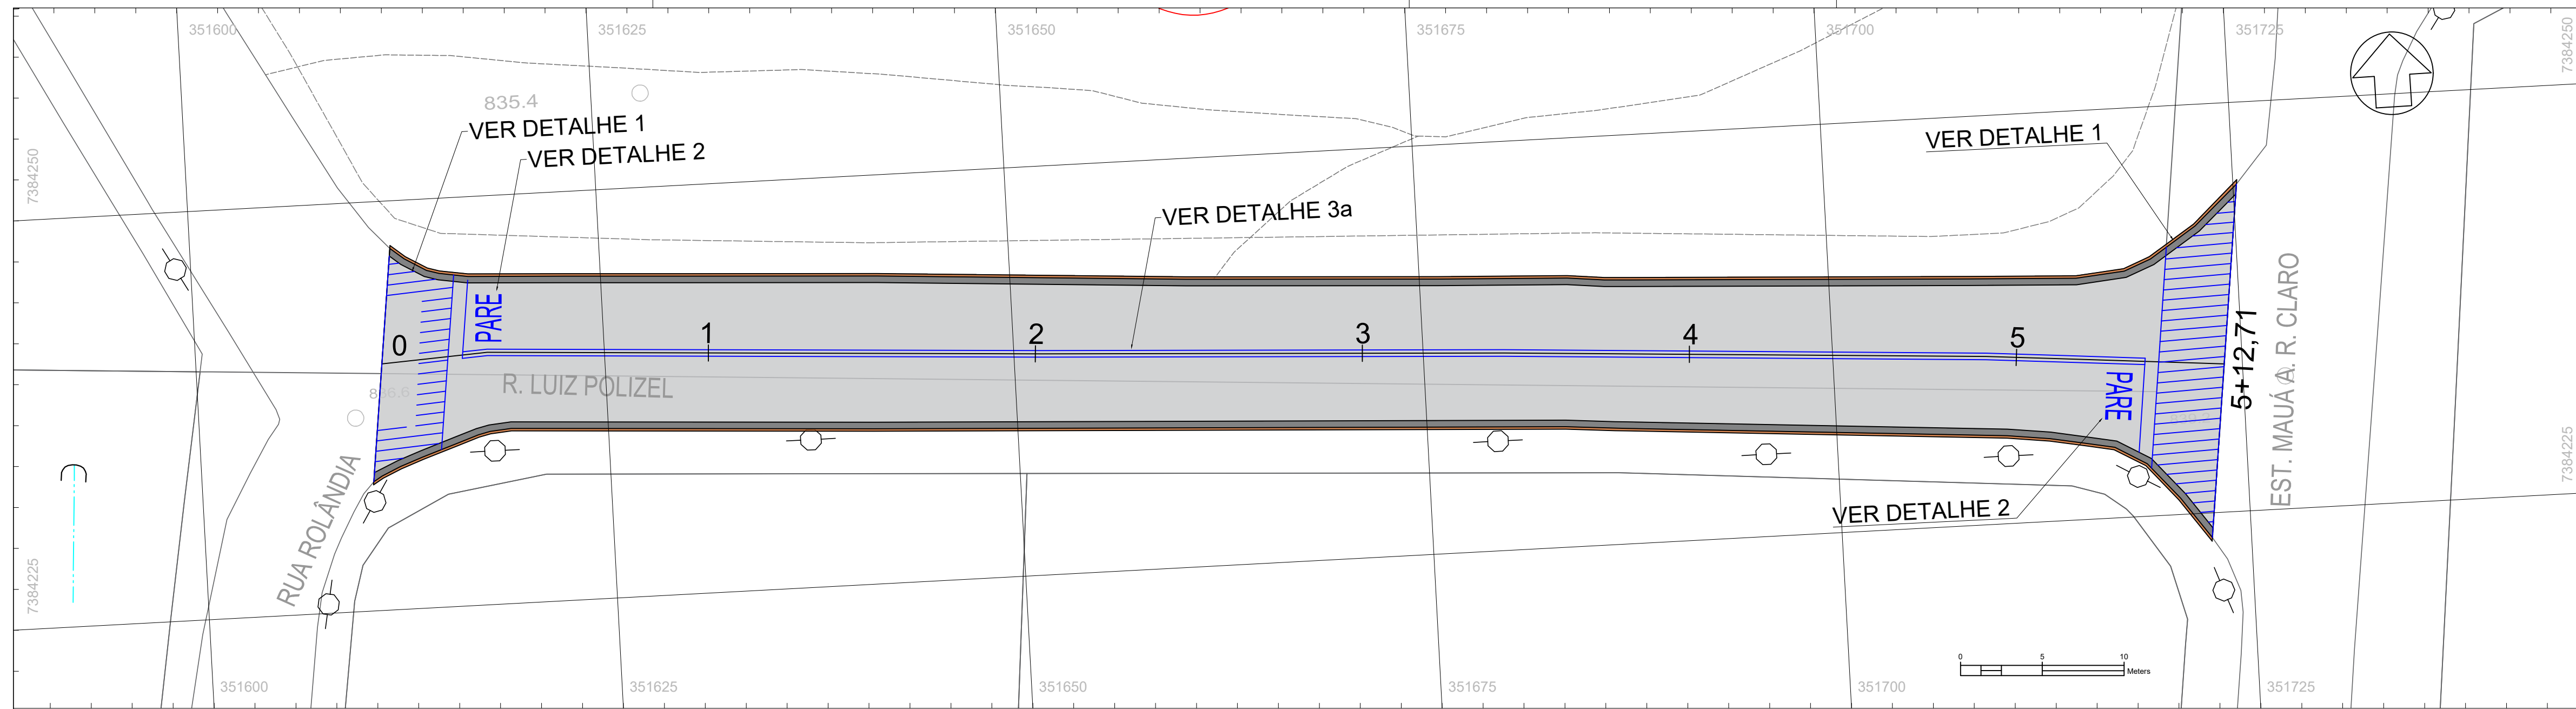 351600
351625
351650
351675
351700
351725
7384250
7384250
835.4
VER DETALHE 1
VER DETALHE 2
VER DETALHE 3a
VER DETALHE 1
PARE
0
1
2
3
4
5
5+12,71
R. LUIZ POLIZEL
PARE
EST. MAUÁ A. R. CLARO
RUA ROLÂNDIA
VER DETALHE 2
7384225
7384225
0
5
10
Meters
351600
351625
351650
351675
351700
351725